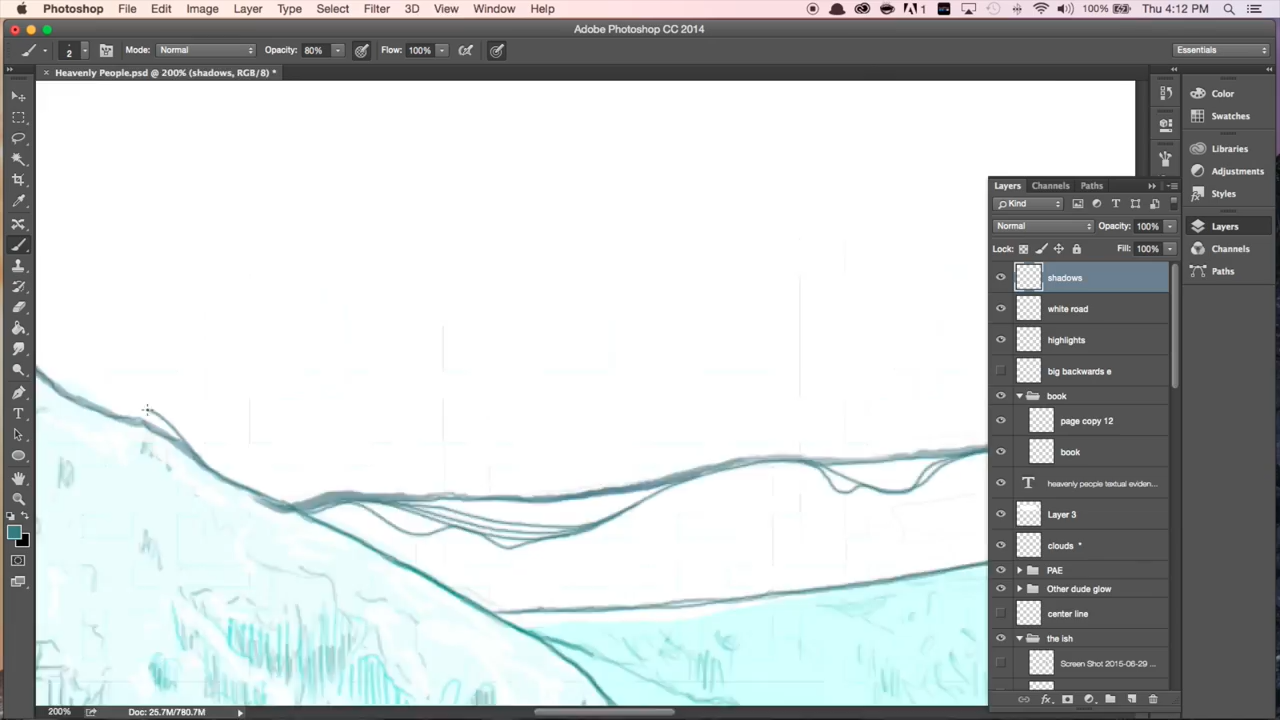 Photoshop File Edit Image Layer Type Select Filter 3D View Window Help 1 100% Thu 4:12 PM
Adobe Photoshop CC 2014
2 Mode: Normal Opacity: 80% Flow: 100% Essentials
× Heavenly People.psd @ 200% (shadows, RGB/8) *
Color
Swatches
Libraries
Adjustments
Styles
Layers
Channels
Paths
Layers Channels Paths
Kind T
Normal Opacity: 100%
Lock: Fill: 100%
shadows
white road
highlights
big backwards e
book
page copy 12
book
T heavenly people textual eviden...
Layer 3
clouds *
PAE
Other dude glow
center line
the ish
Screen Shot 2015-06-29 ...
fx
T
200% Doc: 25.7M/780.7M